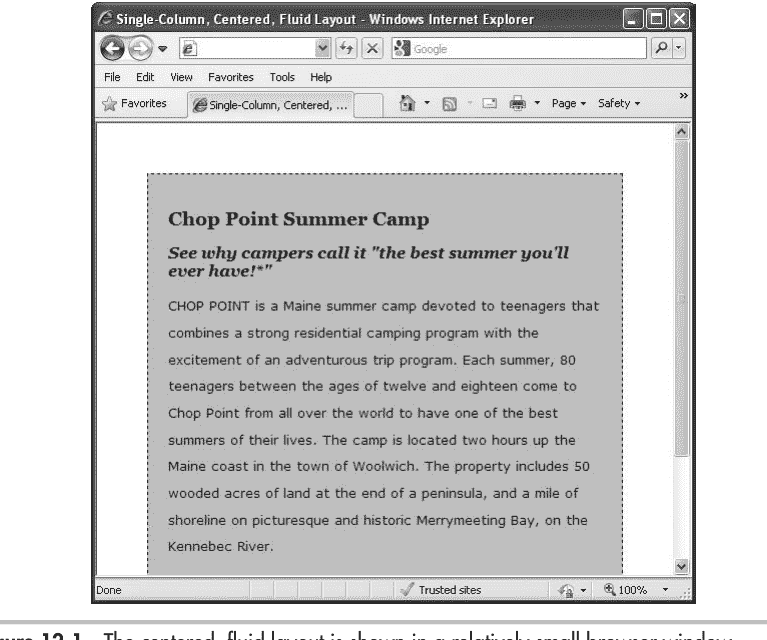 Single-Column, Centered, Fluid Layout - Windows Internet Explorer
Google
File Edit View Favorites Tools Help
Favorites Single-Column, Centered, ... Page Safety »
Chop Point Summer Camp
See why campers call it "the best summer you'll
ever have!*"
CHOP POINT is a Maine summer camp devoted to teenagers that
combines a strong residential camping program with the
excitement of an adventurous trip program. Each summer, 80
teenagers between the ages of twelve and eighteen come to
Chop Point from all over the world to have one of the best
summers of their lives. The camp is located two hours up the
Maine coast in the town of Woolwich. The property includes 50
wooded acres of land at the end of a peninsula, and a mile of
shoreline on picturesque and historic Merrymeeting Bay, on the
Kennebec River.
Done Trusted sites 100%
12-1 The centered, fluid layout is shown in a relatively small browser window